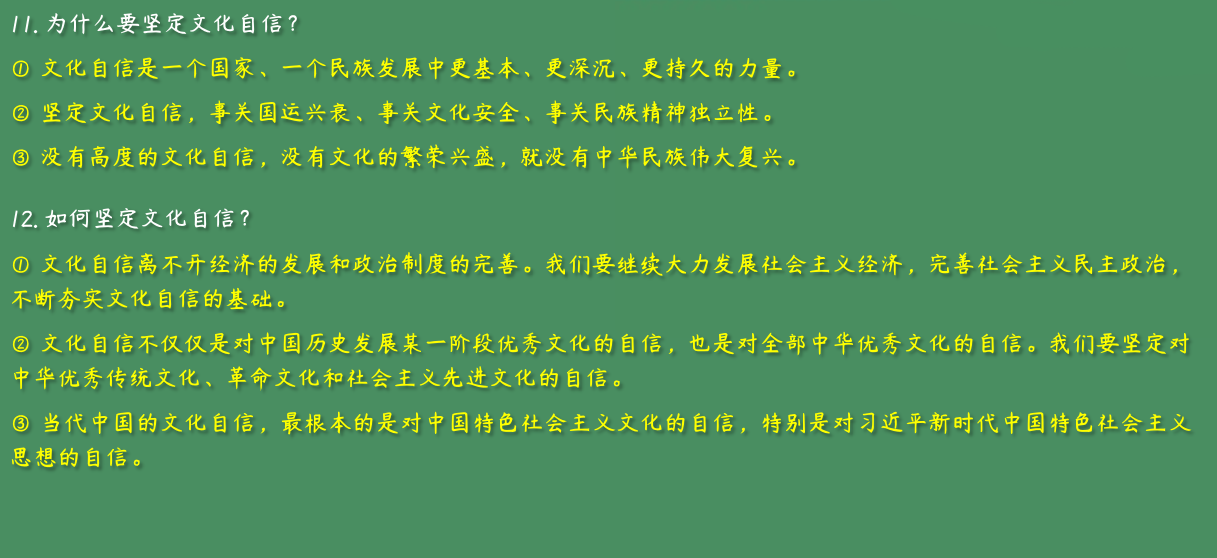 11. 为什么要坚定文化自信？
① 文化自信是一个国家、一个民族发展中更基本、更深沉、更持久的力量。
② 坚定文化自信，事关国运兴衰、事关文化安全、事关民族精神独立性。
③ 没有高度的文化自信，没有文化的繁荣兴盛，就没有中华民族伟大复兴。
12. 如何坚定文化自信？
① 文化自信离不开经济的发展和政治制度的完善。我们要继续大力发展社会主义经济，完善社会主义民主政治，
不断夯实文化自信的基础。
② 文化自信不仅仅是对中国历史发展某一阶段优秀文化的自信，也是对全部中华优秀文化的自信。我们要坚定对
中华优秀传统文化、革命文化和社会主义先进文化的自信。
③ 当代中国的文化自信，最根本的是对中国特色社会主义文化的自信，特别是对习近平新时代中国特色社会主义
思想的自信。